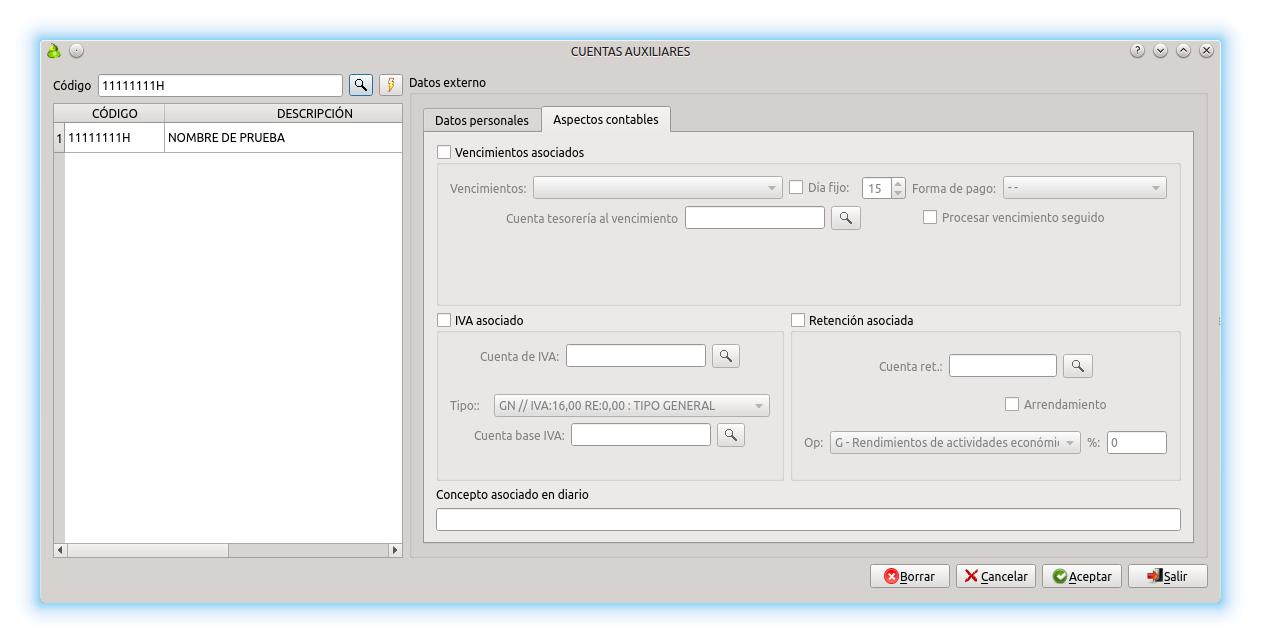 CUENTAS AUXILIARES
Código 11111111H
Datos externo
CÓDIGO DESCRIPCIÓN
1 11111111H NOMBRE DE PRUEBA
Datos personales Aspectos contables
Vencimientos asociados
Vencimientos: Día fijo: 15 Forma de pago: --
Cuenta tesorería al vencimiento Procesar vencimiento seguido
IVA asociado
Cuenta de IVA:
Tipo:: GN // IVA:16,00 RE:0,00 : TIPO GENERAL
Cuenta base IVA:
Retención asociada
Cuenta ret.:
Arrendamiento
Op: G - Rendimientos de actividades económi %: 0
Concepto asociado en diario
Borrar Cancelar Aceptar Salir